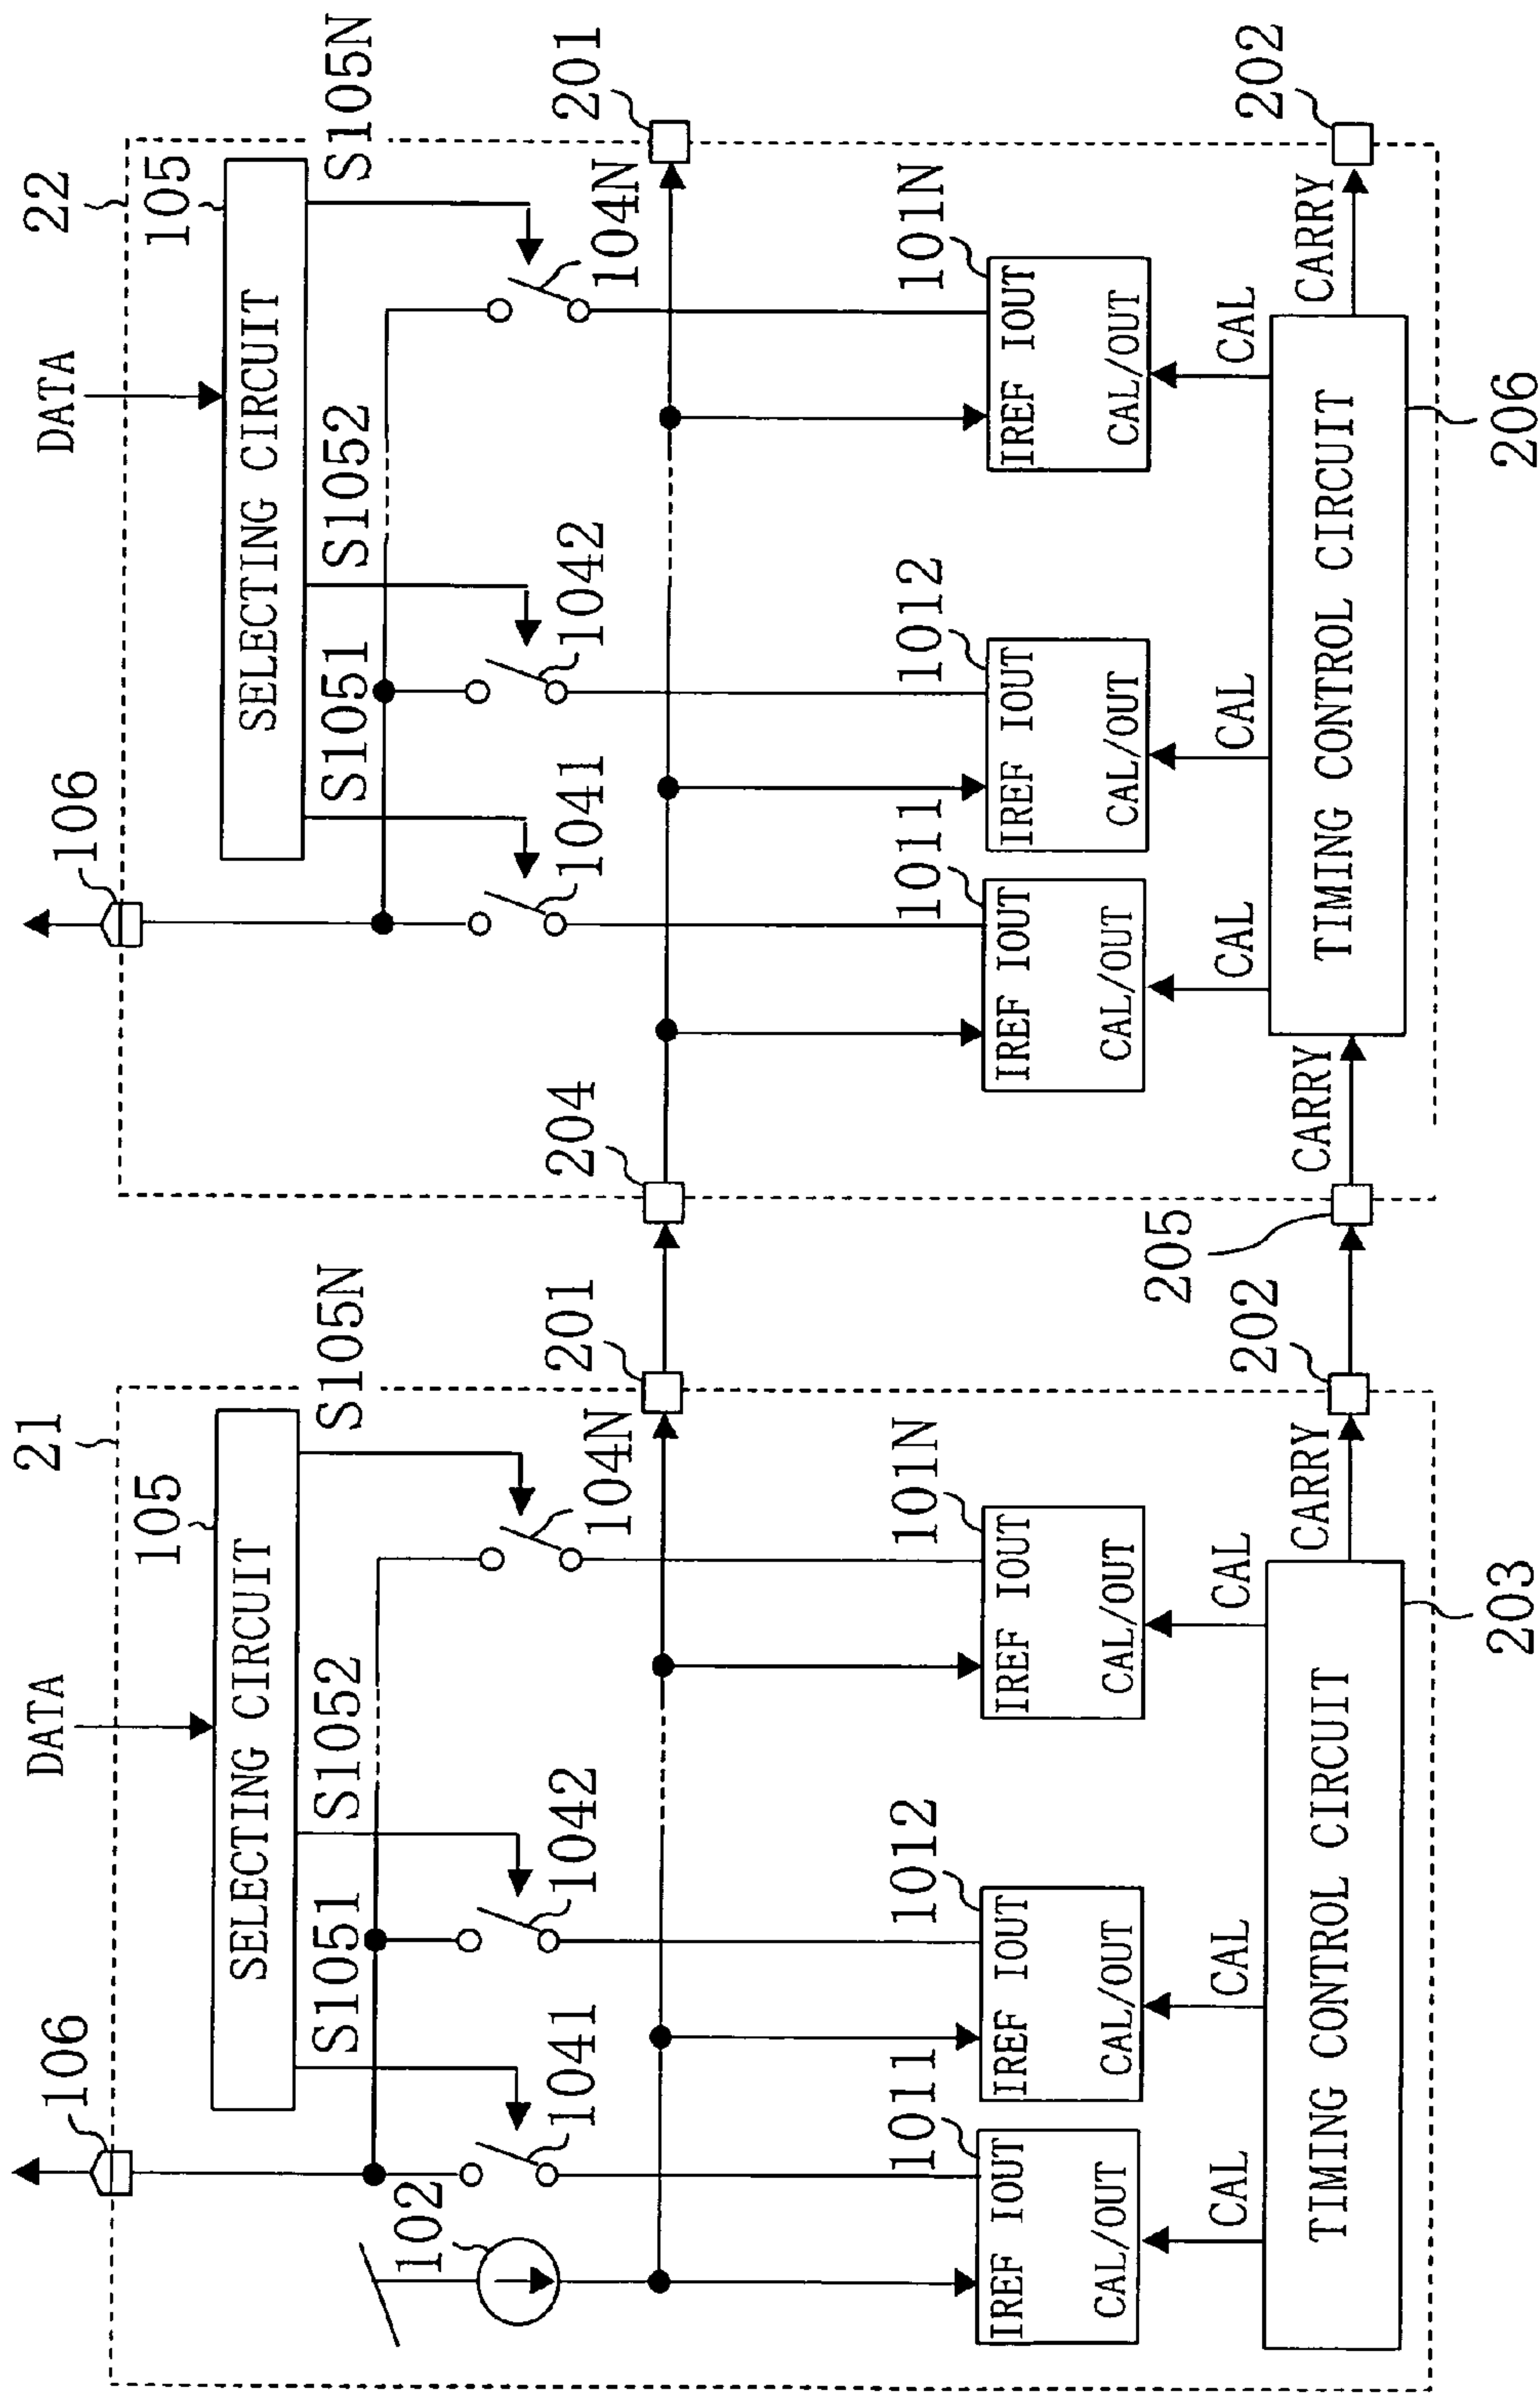 21
106
DATA
105
SELECTING CIRCUIT
S1051
S1052
S105N
102
1041
1042
104N
201
1011
1012
101N
IREF IOUT
CAL/OUT
IREF IOUT
CAL/OUT
IREF IOUT
CAL/OUT
CAL
CAL
CAL
CARRY
202
TIMING CONTROL CIRCUIT
203
22
106
DATA
105
SELECTING CIRCUIT
S1051
S1052
S105N
1041
1042
104N
204
201
1011
1012
101N
IREF IOUT
CAL/OUT
IREF IOUT
CAL/OUT
IREF IOUT
CAL/OUT
205
CARRY
CAL
CAL
CAL
CARRY
202
TIMING CONTROL CIRCUIT
206